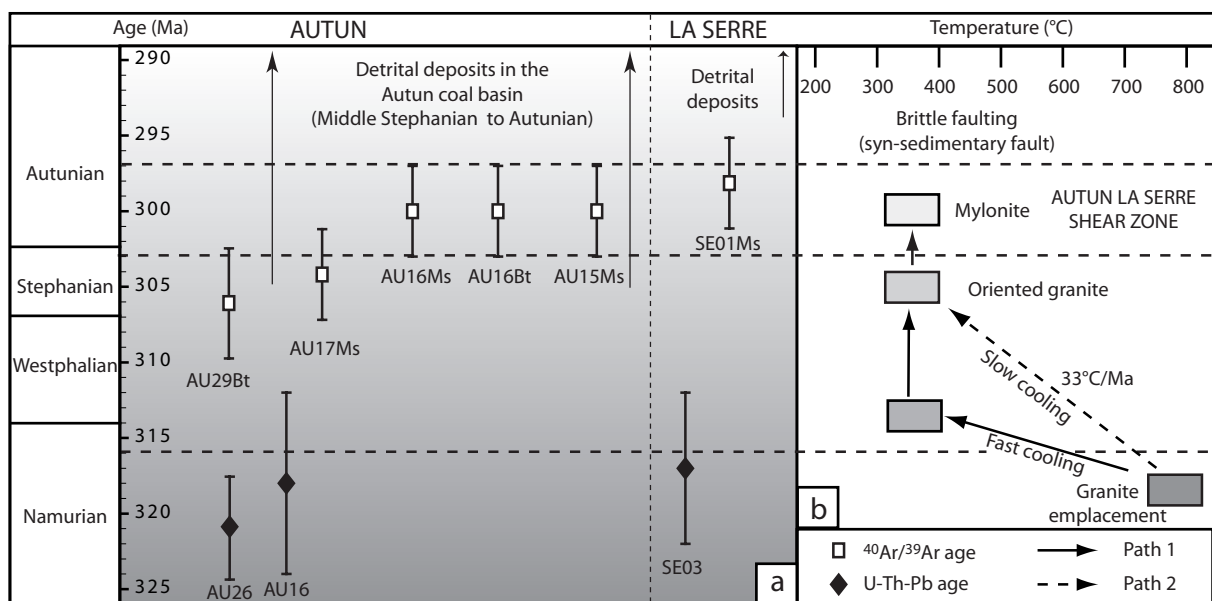 Age (Ma)
AUTUN
LA SERRE
Temperature (°C)
290
295
300
305
310
315
320
325
Autunian
Stephanian
Westphalian
Namurian
Detrital deposits in the
Autun coal basin
(Middle Stephanian to Autunian)
Detrital
deposits
AU29Bt
AU17Ms
AU16Ms
AU16Bt
AU15Ms
SE01Ms
AU26
AU16
SE03
a
200 300 400 500 600 700 800
Brittle faulting
(syn-sedimentary fault)
Mylonite
AUTUN LA SERRE
SHEAR ZONE
Oriented granite
33°C/Ma
Slow cooling
Fast cooling
Granite
emplacement
b
40Ar/39Ar age
Path 1
U-Th-Pb age
Path 2